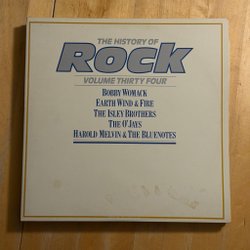 THE HISTORY OF
ROCK
VOLUME THIRTY FOUR
BOBBY WOMACK
EARTH WIND & FIRE
THE ISLEY BROTHERS
THE O'JAYS
HAROLD MELVIN & THE BLUENOTES